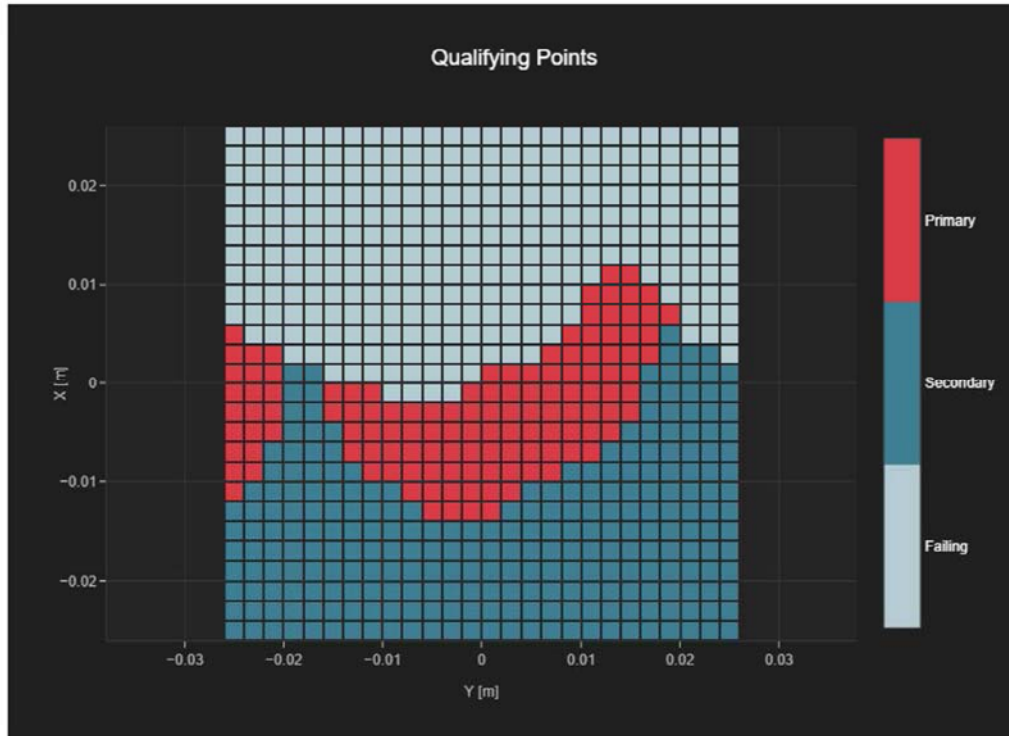 Qualifying Points
0.02
0.01
0
−0.01
−0.02
X [m]
−0.03
−0.02
−0.01
0
0.01
0.02
0.03
Y [m]
Primary
Secondary
Failing